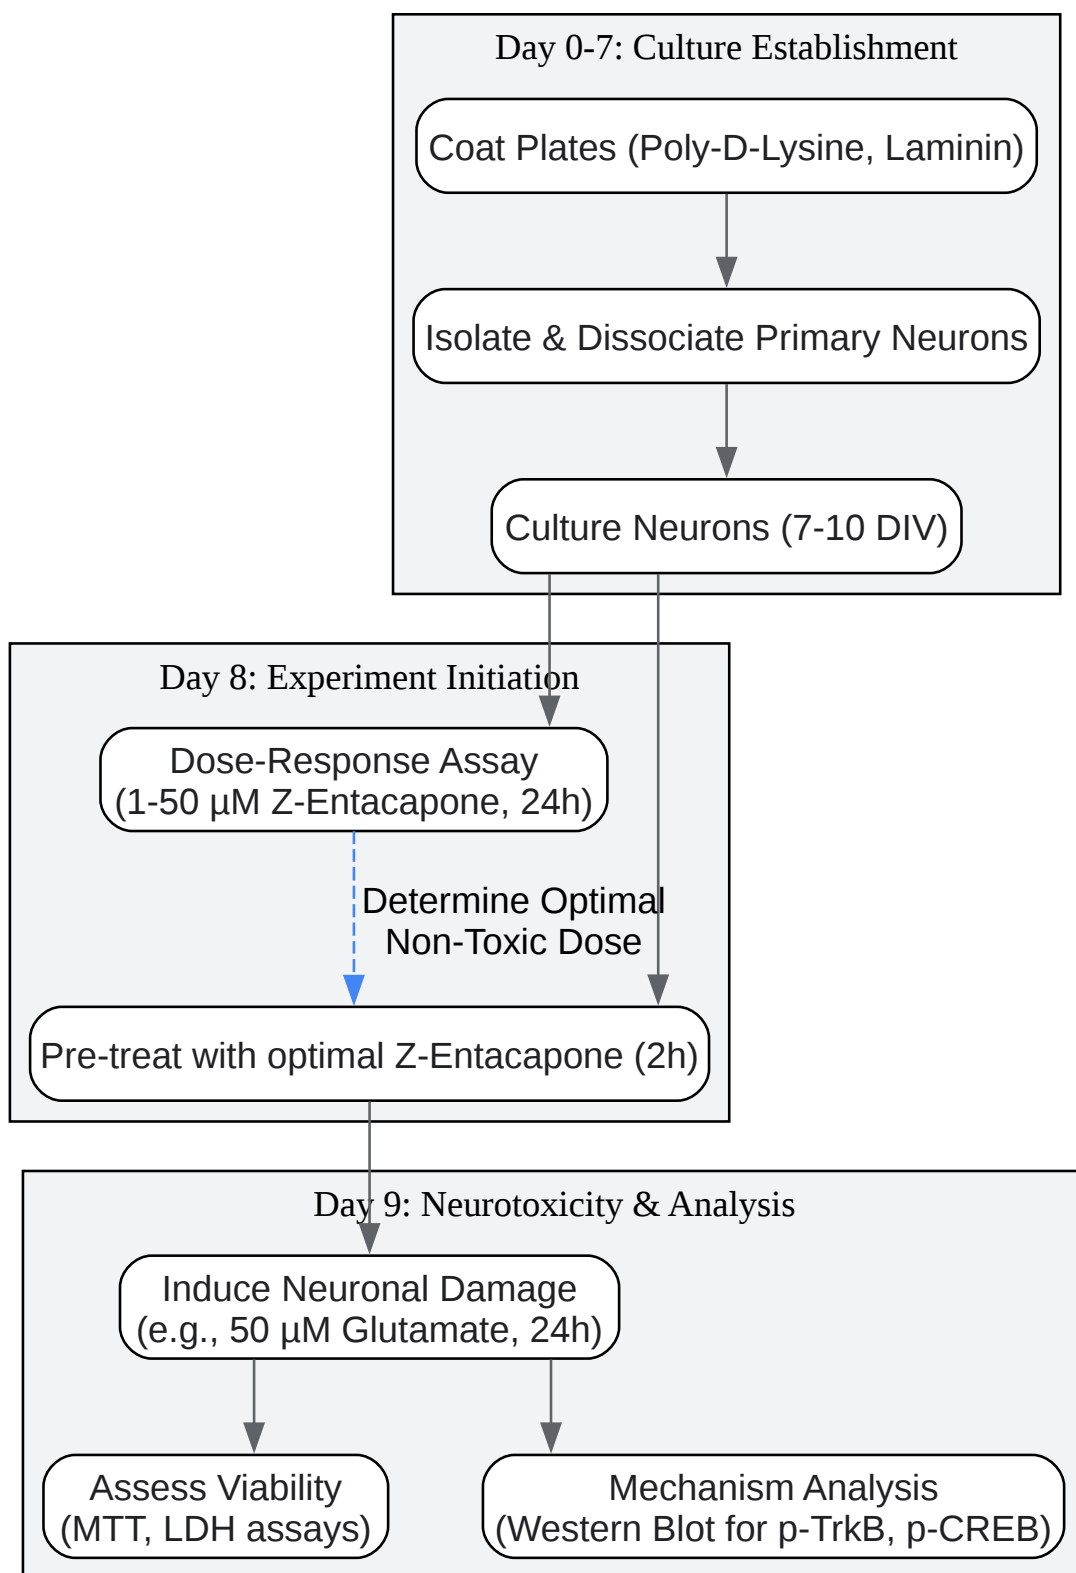 Day 0-7: Culture Establishment
Coat Plates (Poly-D-Lysine, Laminin)
Isolate & Dissociate Primary Neurons
Culture Neurons (7-10 DIV)
Day 8: Experiment Initiation
Dose-Response Assay
(1-50 µM Z-Entacapone, 24h)
Determine Optimal
Non-Toxic Dose
Pre-treat with optimal Z-Entacapone (2h)
Day 9: Neurotoxicity & Analysis
Induce Neuronal Damage
(e.g., 50 µM Glutamate, 24h)
Assess Viability
(MTT, LDH assays)
Mechanism Analysis
(Western Blot for p-TrkB, p-CREB)